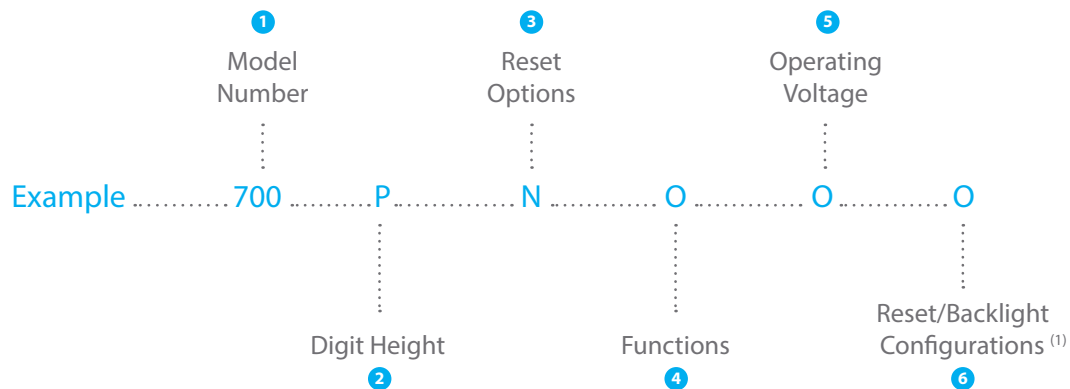 1
Model
Number
3
Reset
Options
5
Operating
Voltage
Example 700 P N O O O
Digit Height
2
Functions
4
Reset/Backlight
Configurations (1)
6